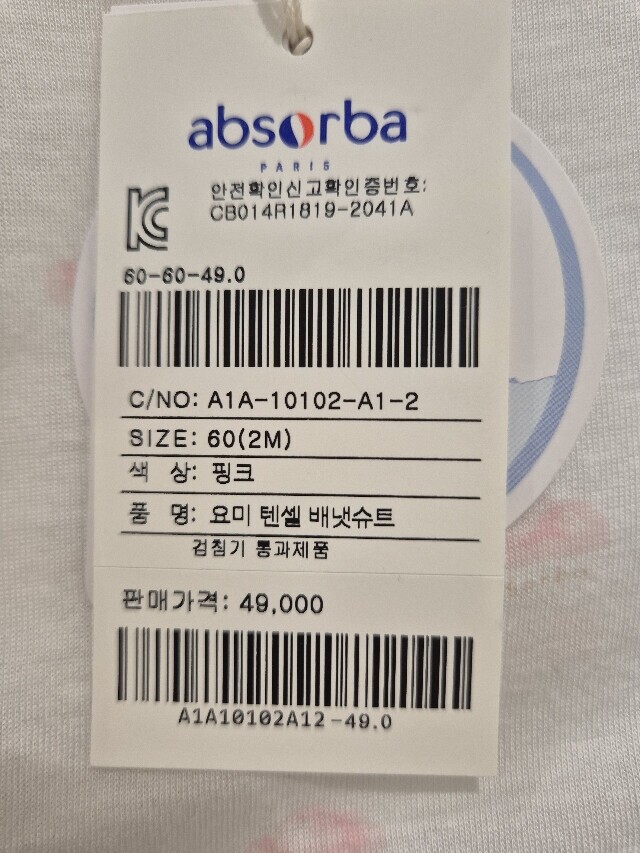 absorba
PARIS
안전확인신고확인증번호:
CB014R1819-2041A
60-60-49.0
C/NO: A1A-10102-A1-2
SIZE: 60(2M)
색 상: 핑크
품 명: 요미 텐셀 배냇슈트
검침기 통과제품
판매가격: 49,000
A1A10102A12-49.0